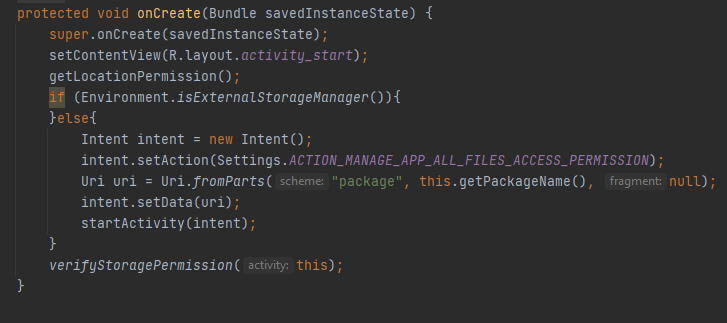 protected void onCreate(Bundle savedInstanceState) {
super.onCreate(savedInstanceState);
setContentView(R.layout.activity_start);
getLocationPermission();
if (Environment.isExternalStorageManager()){
}else{
Intent intent = new Intent();
intent.setAction(Settings.ACTION_MANAGE_APP_ALL_FILES_ACCESS_PERMISSION);
Uri uri = Uri.fromParts( scheme: "package", this.getPackageName(), fragment: null);
intent.setData(uri);
startActivity(intent);
}
verifyStoragePermission( activity: this);
}